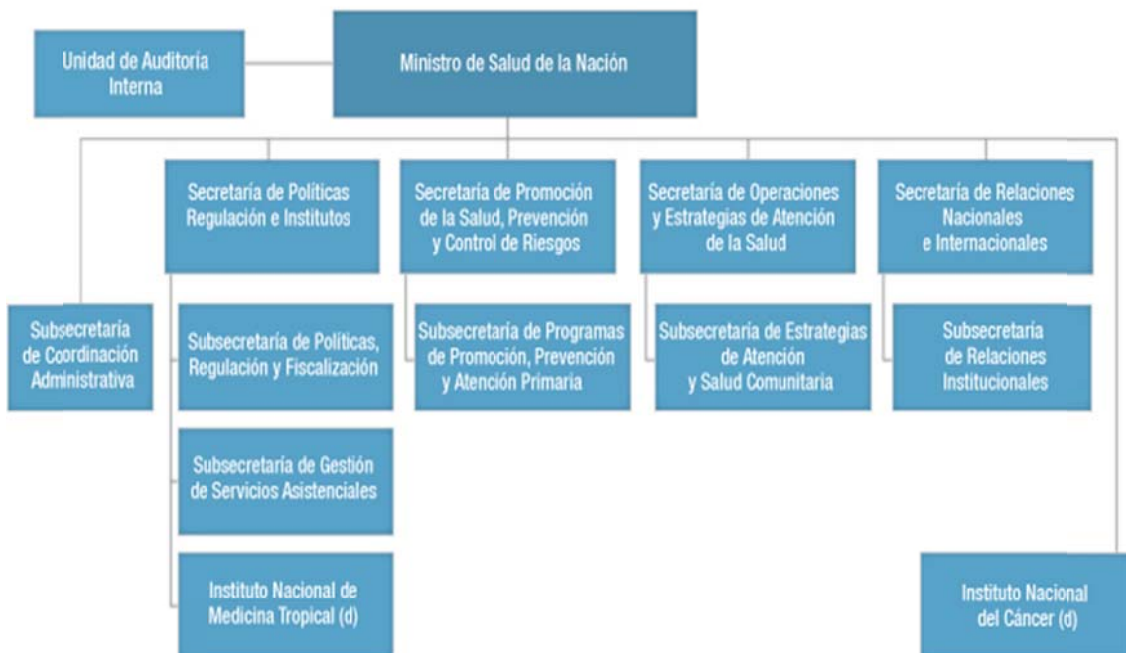 Unidad de Auditoría
Interna
Ministro de Salud de la Nación
Secretaría de Políticas
Regulación e Institutos
Secretaría de Promoción
de la Salud, Prevención
y Control de Riesgos
Secretaría de Operaciones
y Estrategias de Atención
de la Salud
Secretaría de Relaciones
Nacionales
e Internacionales
Subsecretaría
de Coordinación
Administrativa
Subsecretaría de Políticas,
Regulación y Fiscalización
Subsecretaría de Programas
de Promoción, Prevención
y Atención Primaria
Subsecretaría de Estrategias
de Atención
y Salud Comunitaria
Subsecretaría
de Relaciones
Institucionales
Subsecretaría de Gestión
de Servicios Asistenciales
Instituto Nacional de
Medicina Tropical (d)
Instituto Nacional
del Cáncer (d)